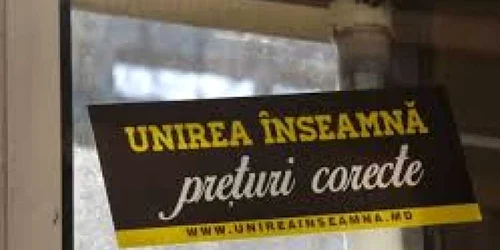 UNIREA ÎNSEAMNĂ
prețuri corecte
WWW.UNIREAINSEAMNA.MD